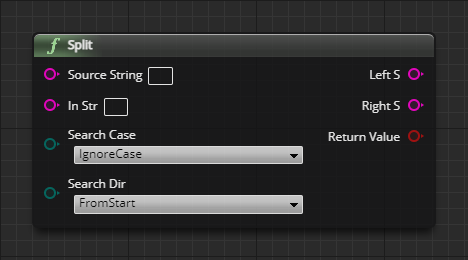 Split
Source String
Left S
In Str
Right S
Search Case
Return Value
IgnoreCase
Search Dir
FromStart